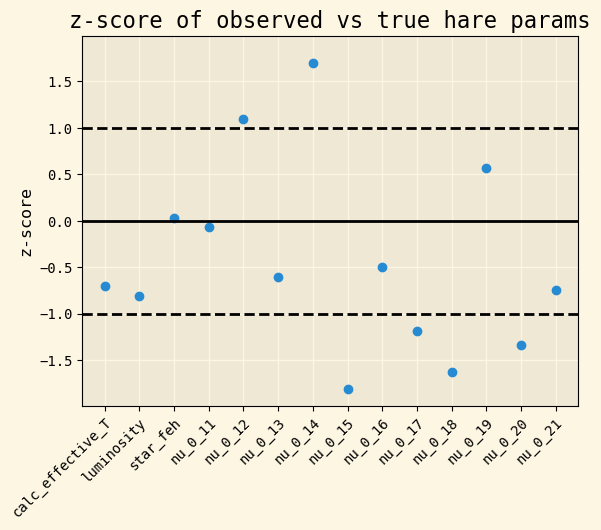 z-score of observed vs true hare params
z-score
1.5
1.0
0.5
0.0
−0.5
−1.0
−1.5
calc_effective_T
luminosity
star_feh
nu_0_11
nu_0_12
nu_0_13
nu_0_14
nu_0_15
nu_0_16
nu_0_17
nu_0_18
nu_0_19
nu_0_20
nu_0_21